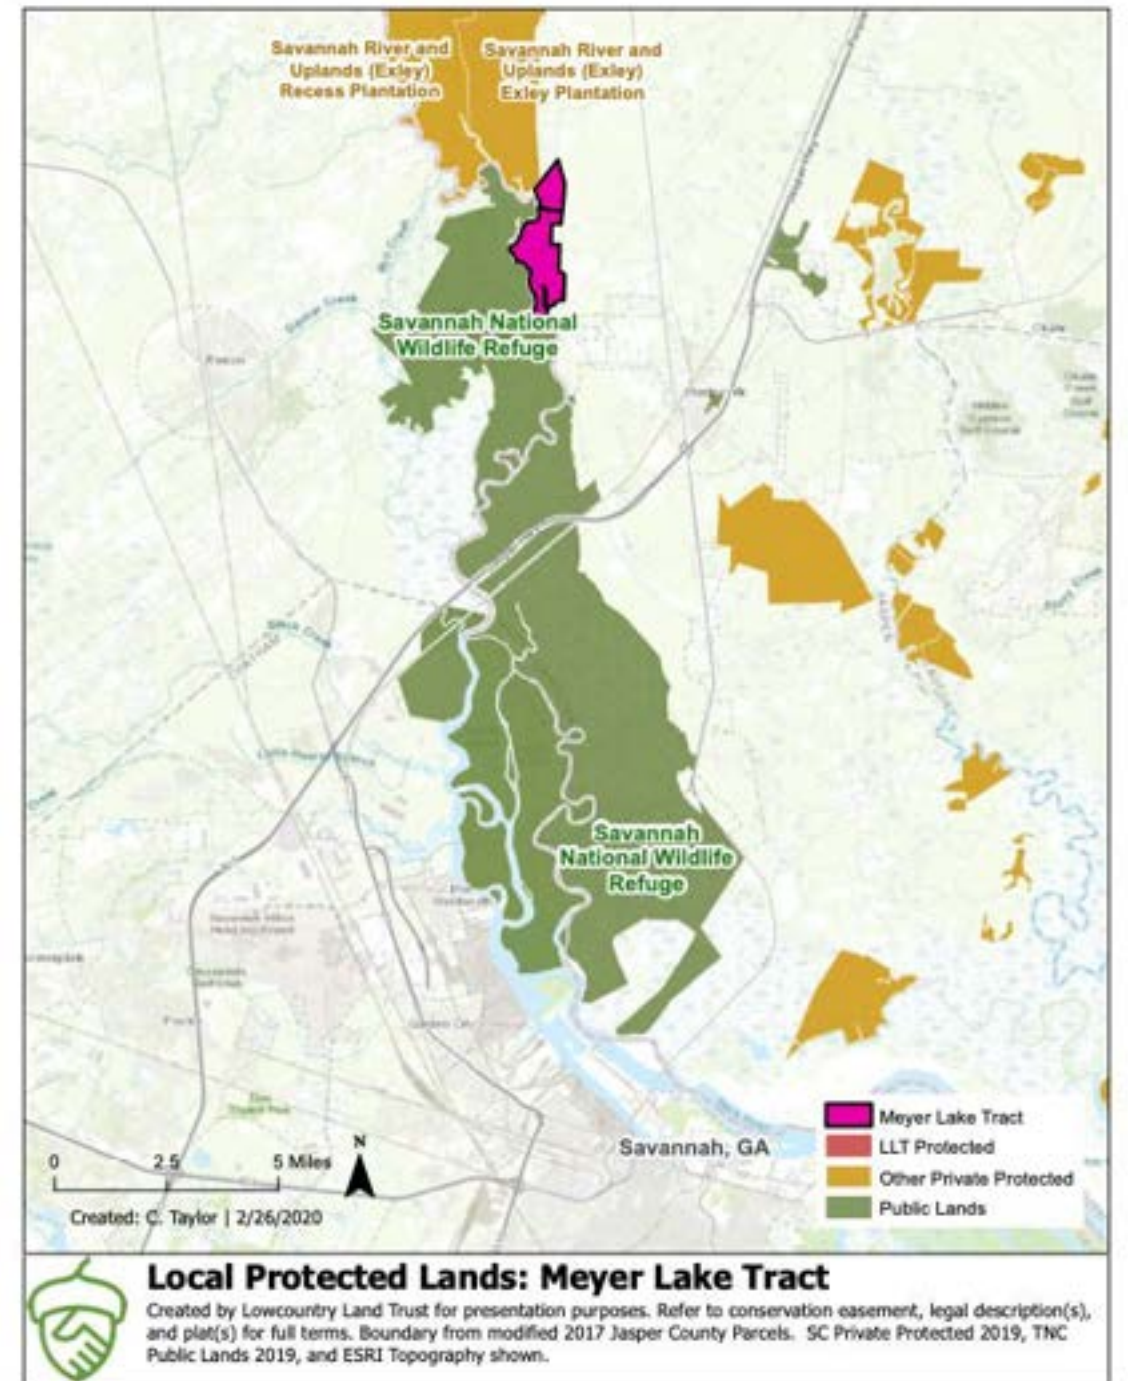 Savannah River and
Uplands (Exley)
Recess Plantation
Savannah River and
Uplands (Exley)
Exley Plantation
Savannah National
Wildlife Refuge
Savannah
National Wildlife
Refuge
Savannah, GA
Garden City
N
0 2.5 5 Miles
Created: C. Taylor | 2/26/2020
Meyer Lake Tract
LLT Protected
Other Private Protected
Public Lands
Local Protected Lands: Meyer Lake Tract
Created by Lowcountry Land Trust for presentation purposes. Refer to conservation easement, legal description(s),
and plat(s) for full terms. Boundary from modified 2017 Jasper County Parcels. SC Private Protected 2019, TNC
Public Lands 2019, and ESRI Topography shown.